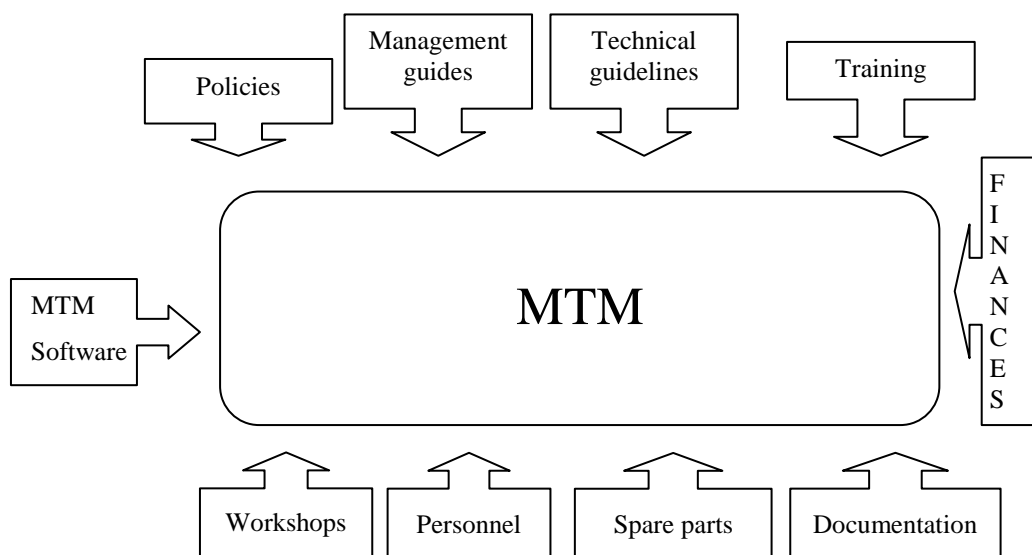 Policies
Management
guides
Technical
guidelines
Training
F
I
N
A
N
C
E
S
MTM
Software
MTM
Workshops
Personnel
Spare parts
Documentation